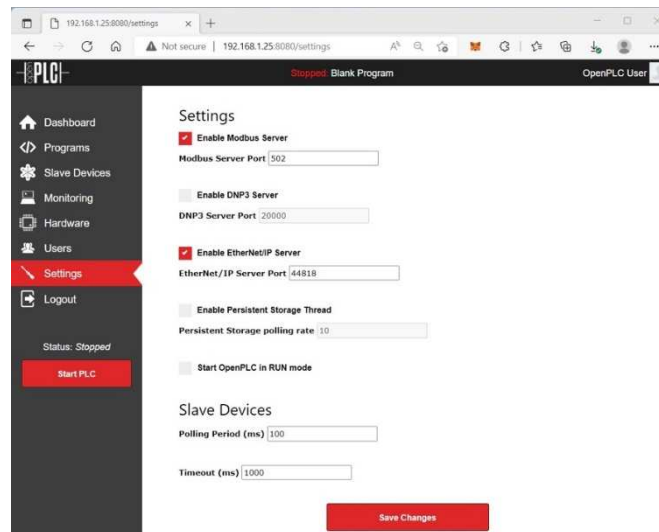 192.168.1.25:8080/settings
Not secure | 192.168.1.25:8080/settings
OPEN PLC
Stopped: Blank Program
OpenPLC User
Dashboard
Programs
Slave Devices
Monitoring
Hardware
Users
Settings
Logout
Status: Stopped
Start PLC
Settings
Enable Modbus Server
Modbus Server Port 502
Enable DNP3 Server
DNP3 Server Port 20000
Enable EtherNet/IP Server
EtherNet/IP Server Port 44818
Enable Persistent Storage Thread
Persistent Storage polling rate 10
Start OpenPLC in RUN mode
Slave Devices
Polling Period (ms) 100
Timeout (ms) 1000
Save Changes